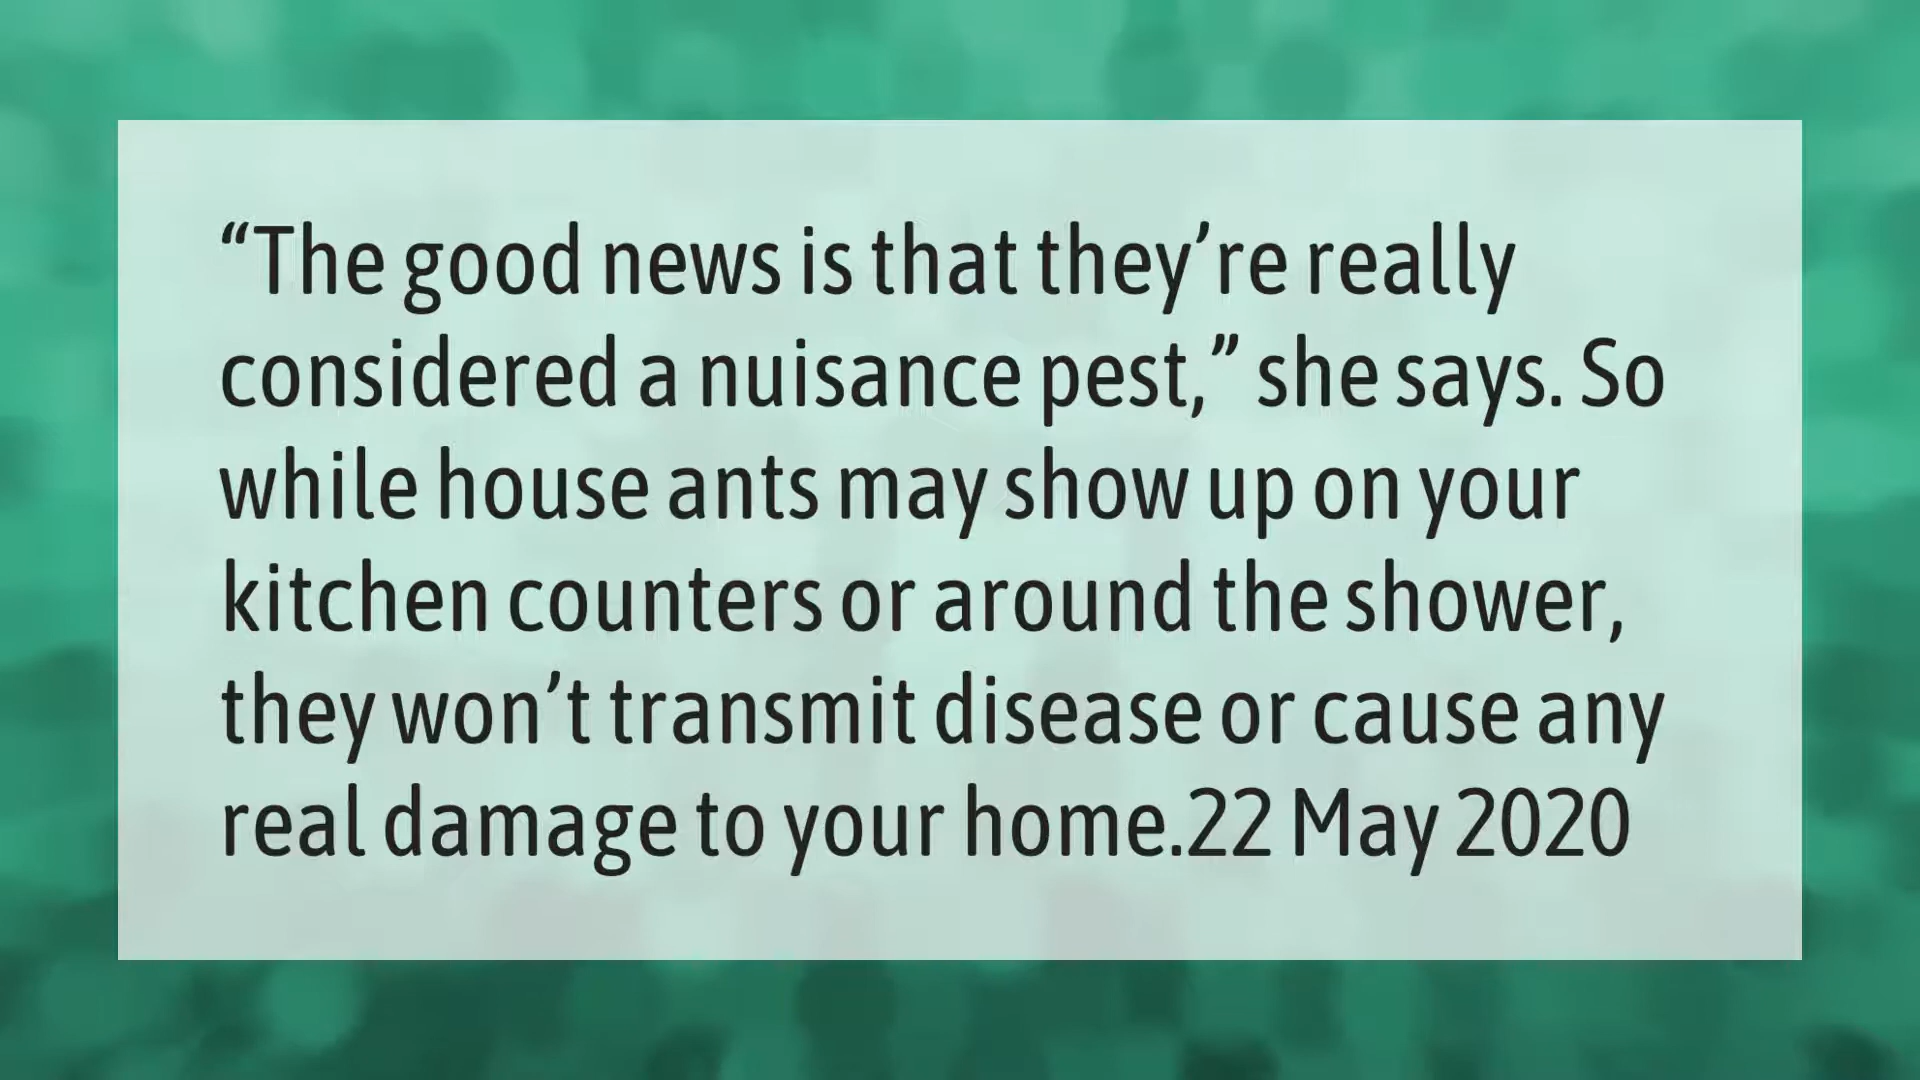 “The good news is that they’re really
considered a nuisance pest,” she says. So
while house ants may show up on your
kitchen counters or around the shower,
they won’t transmit disease or cause any
real damage to your home.22 May 2020